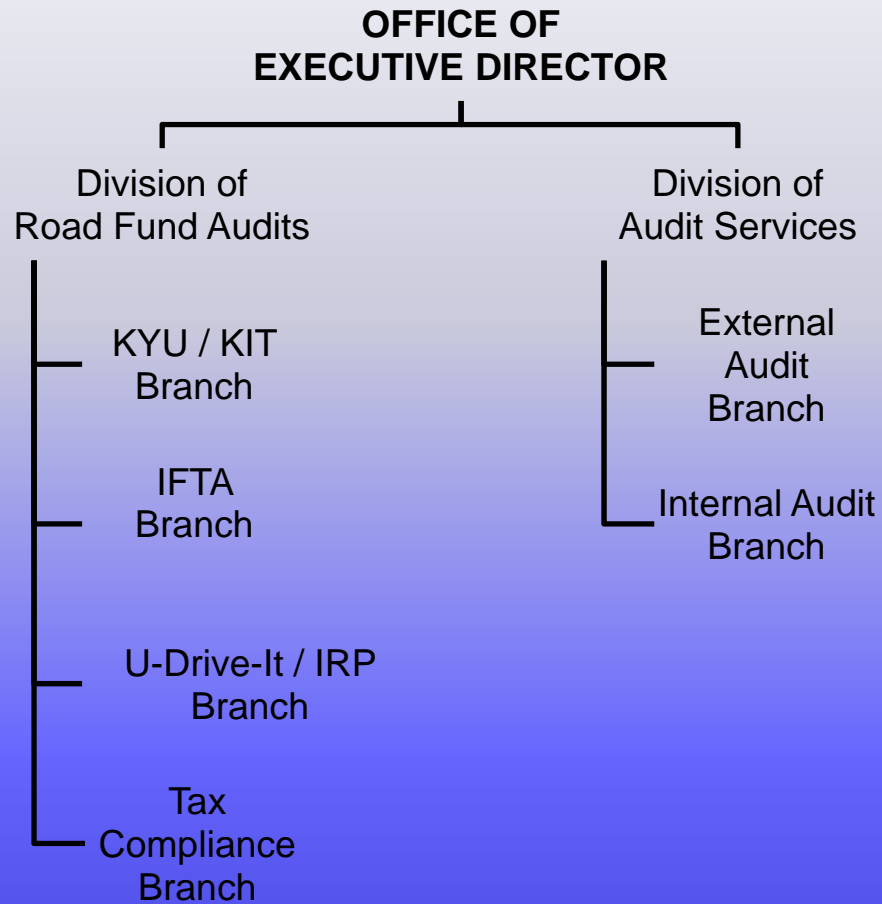 OFFICE OF
EXECUTIVE DIRECTOR
Division of
Road Fund Audits
KYU / KIT
Branch
IFTA
Branch
U-Drive-It / IRP
Branch
Tax
Compliance
Branch
Division of
Audit Services
External
Audit
Branch
Internal Audit
Branch